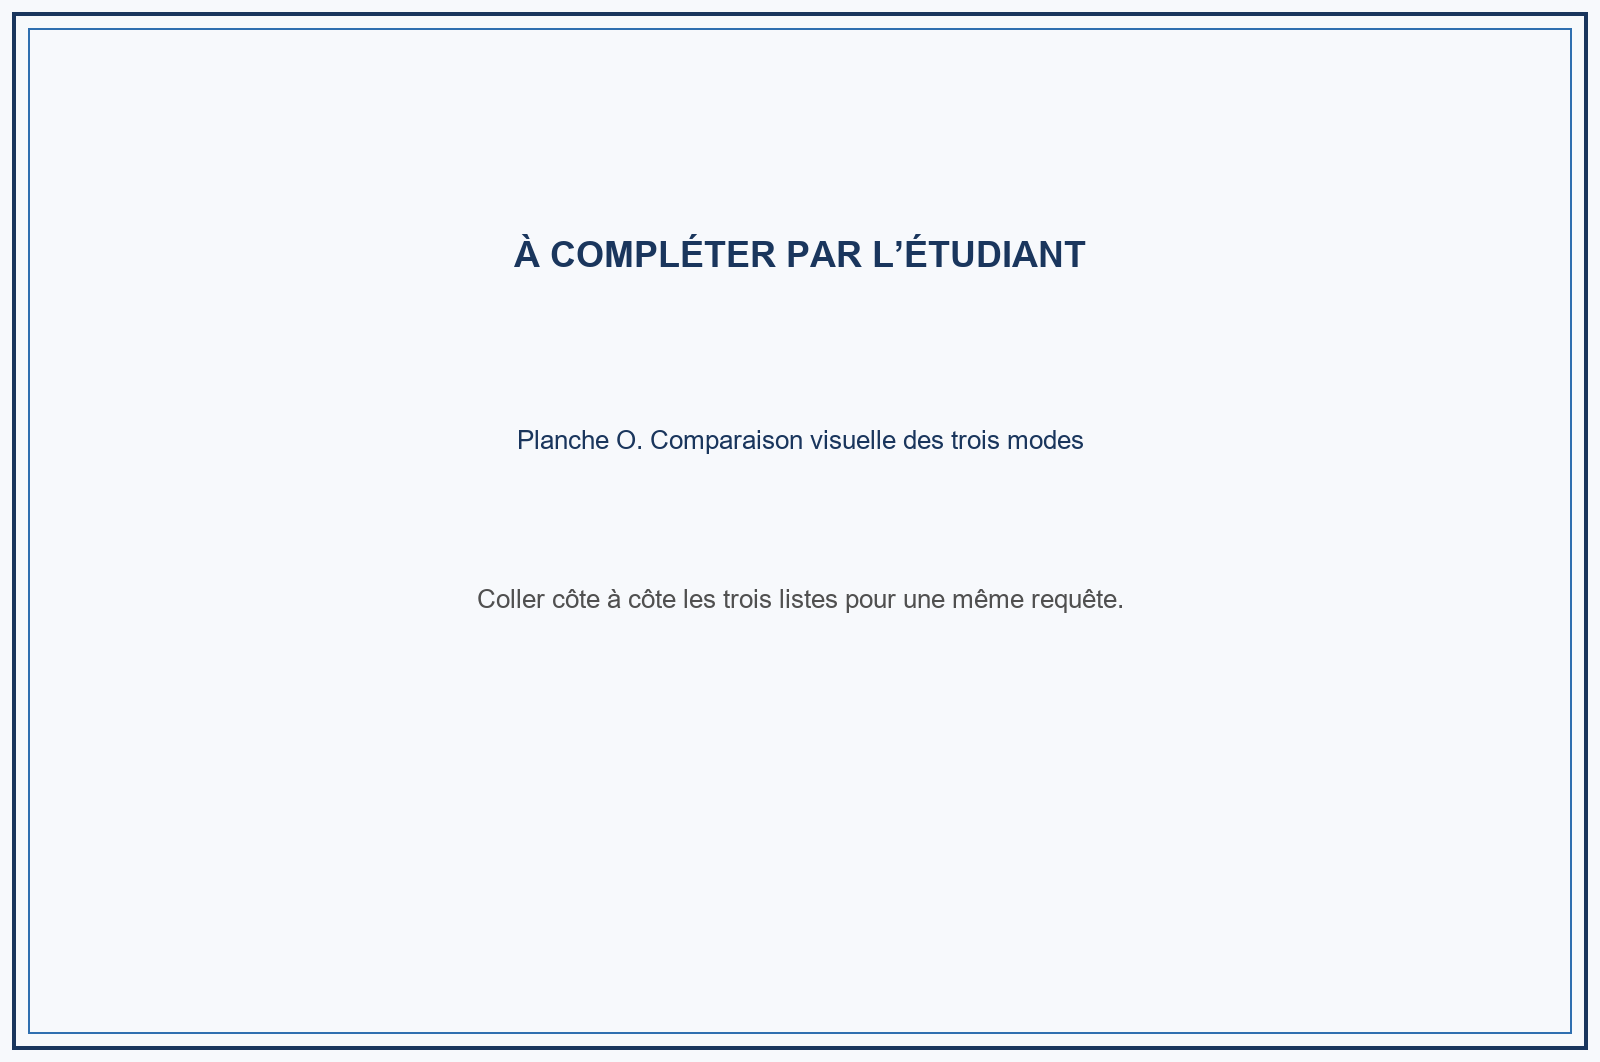 À COMPLÉTER PAR L’ÉTUDIANT
Planche O. Comparaison visuelle des trois modes
Coller côte à côte les trois listes pour une même requête.